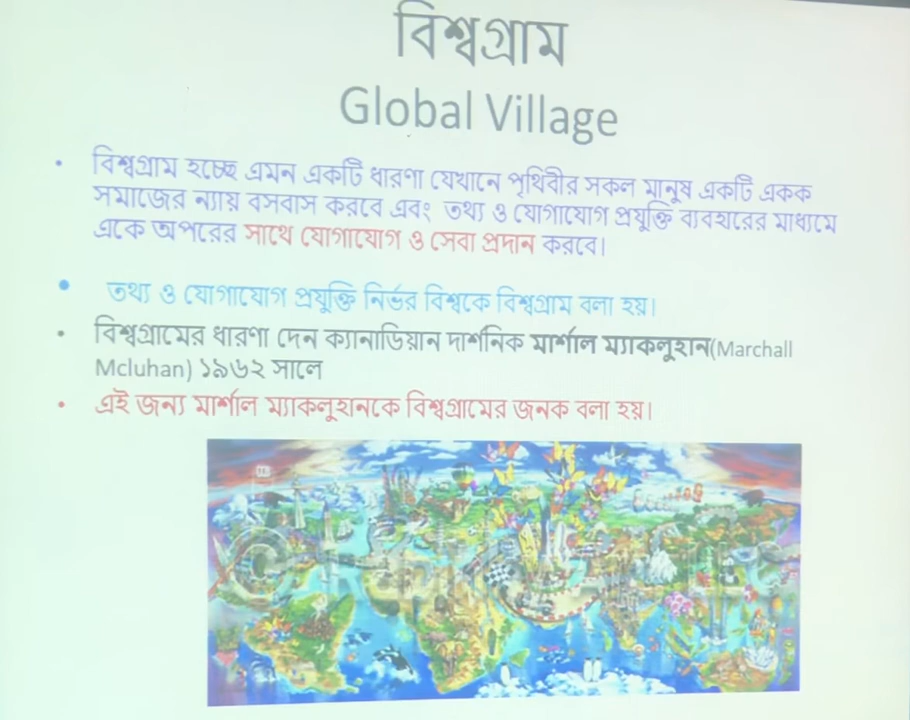 বিশ্বগ্রাম
Global Village
• বিশ্বগ্রাম হচ্ছে এমন একটি ধারণা যেখানে পৃথিবীর সকল মানুষ একটি একক
সমাজের ন্যায় বসবাস করবে এবং তথ্য ও যোগাযোগ প্রযুক্তি ব্যবহারের মাধ্যমে
একে অপরের সাথে যোগাযোগ ও সেবা প্রদান করবে।
• তথ্য ও যোগাযোগ প্রযুক্তি নির্ভর বিশ্বকে বিশ্বগ্রাম বলা হয়।
• বিশ্বগ্রামের ধারণা দেন ক্যানাডিয়ান দার্শনিক মার্শাল ম্যাকলুহান(Marchall
Mcluhan) ১৯৬২ সালে
• এই জন্য মার্শাল ম্যাকলুহানকে বিশ্বগ্রামের জনক বলা হয়।